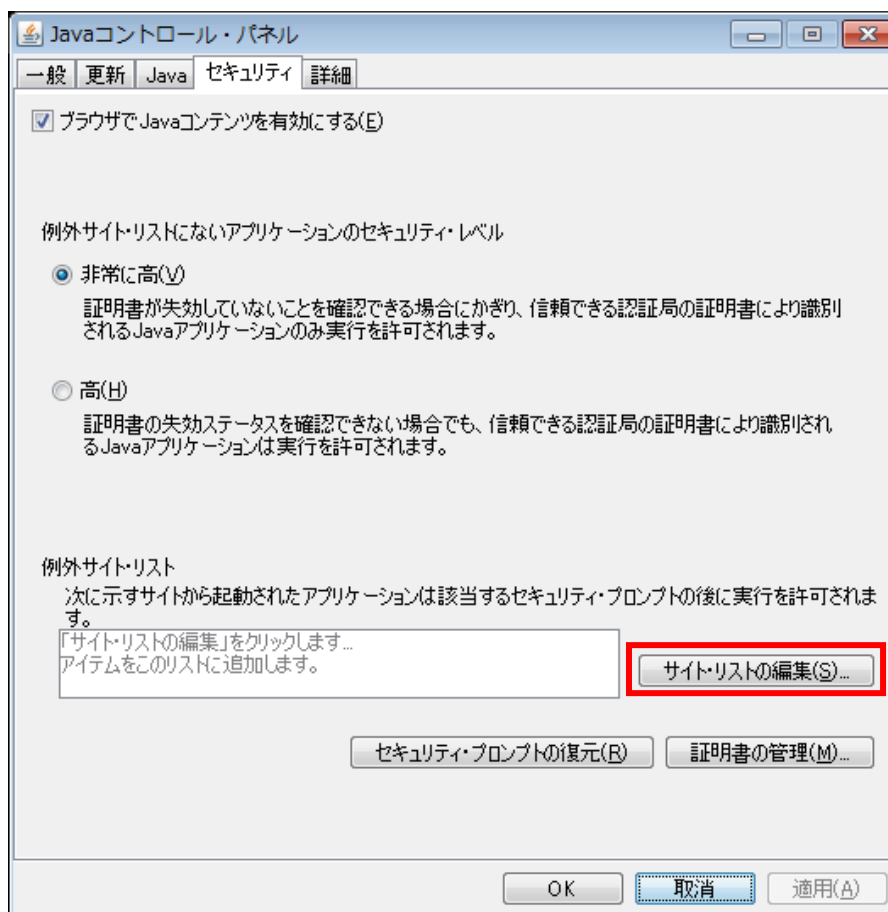 Javaコントロール・パネル
一般 更新 Java セキュリティ 詳細
ブラウザでJavaコンテンツを有効にする(E)
例外サイト・リストにないアプリケーションのセキュリティ・レベル
非常に高(V)
証明書が失効していないことを確認できる場合にかぎり、信頼できる認証局の証明書により識別
されるJavaアプリケーションのみ実行を許可されます。
高(H)
証明書の失効ステータスを確認できない場合でも、信頼できる認証局の証明書により識別され
るJavaアプリケーションは実行を許可されます。
例外サイト・リスト
次に示すサイトから起動されたアプリケーションは該当するセキュリティ・プロンプトの後に実行を許可されま
す。
「サイト・リストの編集」をクリックします...
アイテムをこのリストに追加します。
サイト・リストの編集(S)...
セキュリティ・プロンプトの復元(R) 証明書の管理(M)...
OK 取消 適用(A)